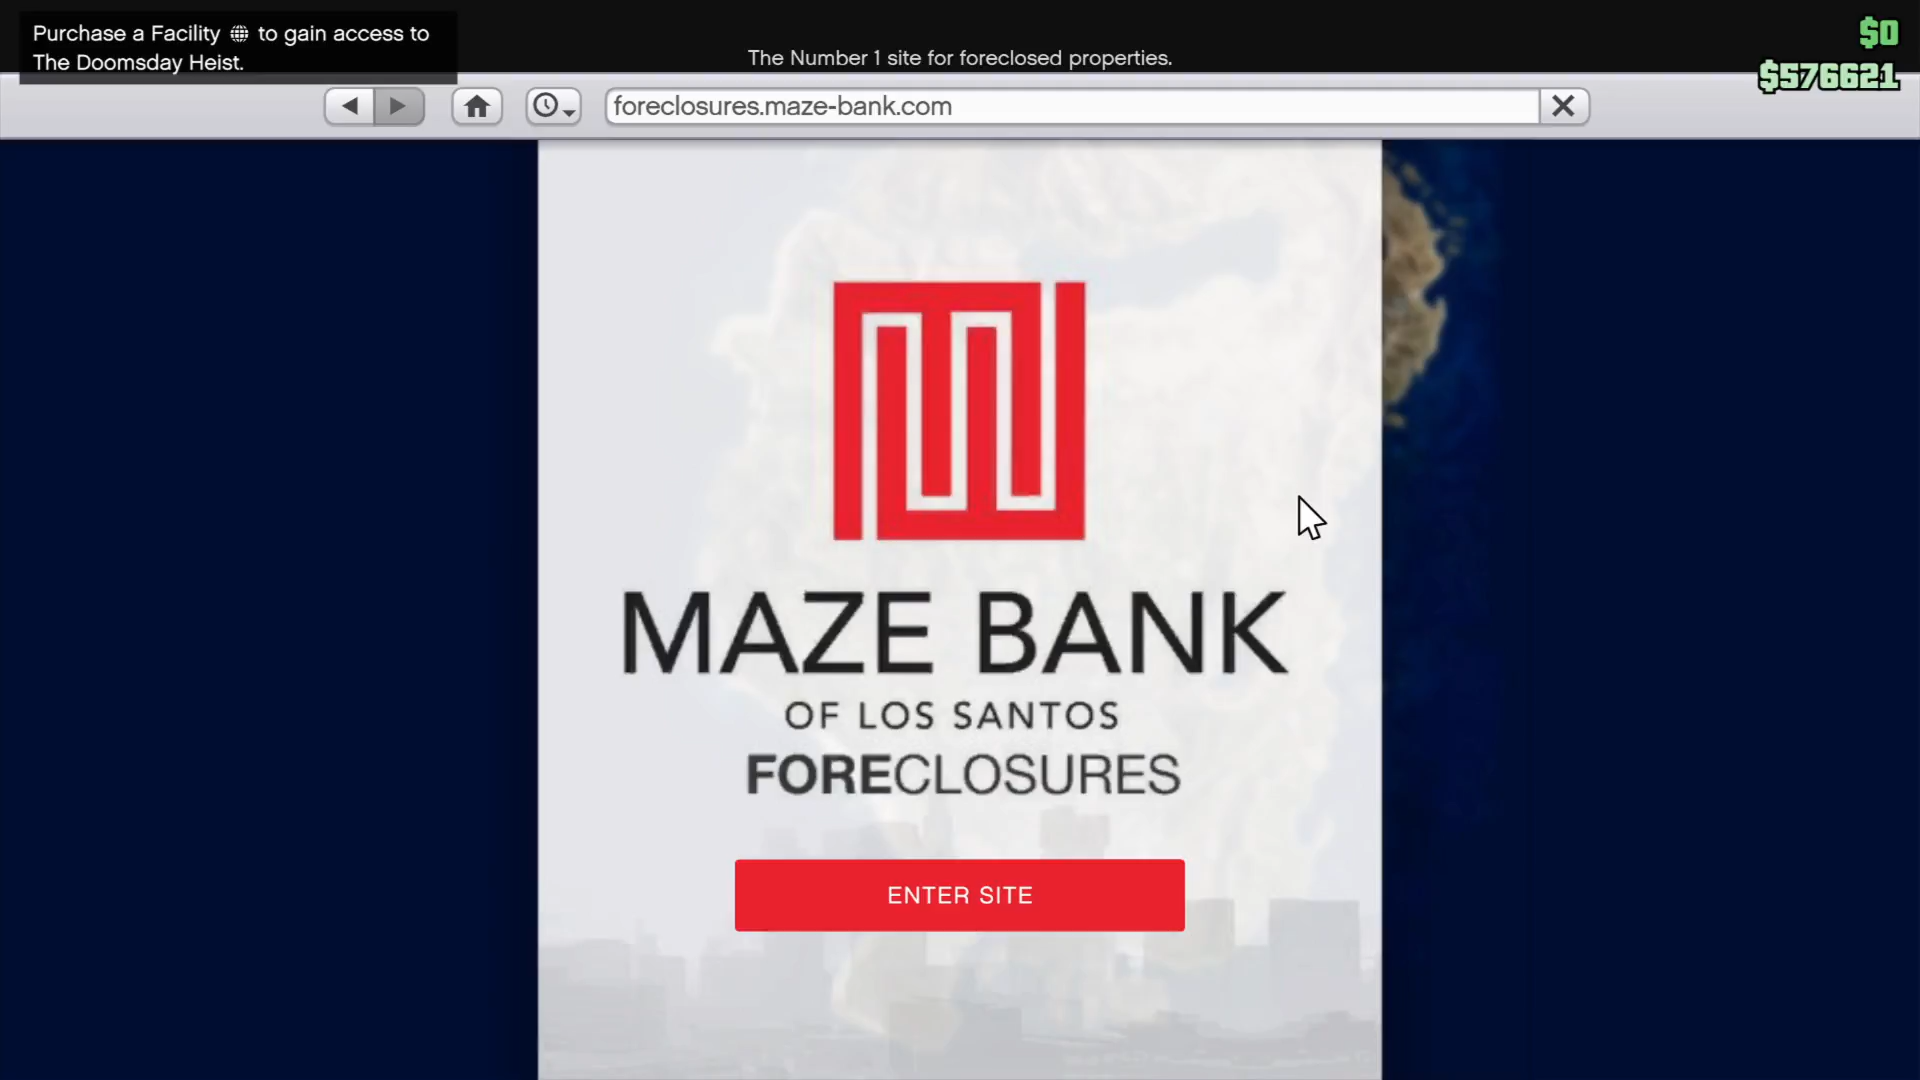 Purchase a Facility to gain access to
The Doomsday Heist.
The Number 1 site for foreclosed properties.
$0
$576621
foreclosures.maze-bank.com
MAZE BANK
OF LOS SANTOS
FORECLOSURES
ENTER SITE